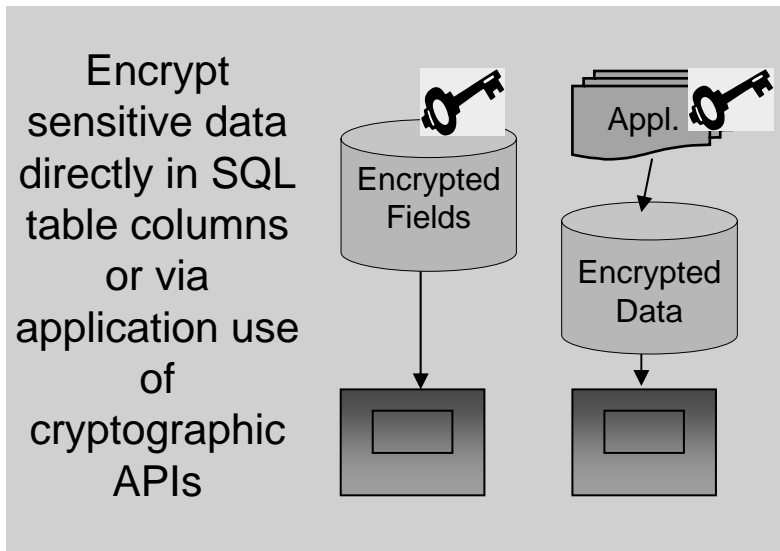 Encrypt
sensitive data
directly in SQL
table columns
or via
application use
of
cryptographic
APIs
Encrypted
Fields
Appl.
Encrypted
Data